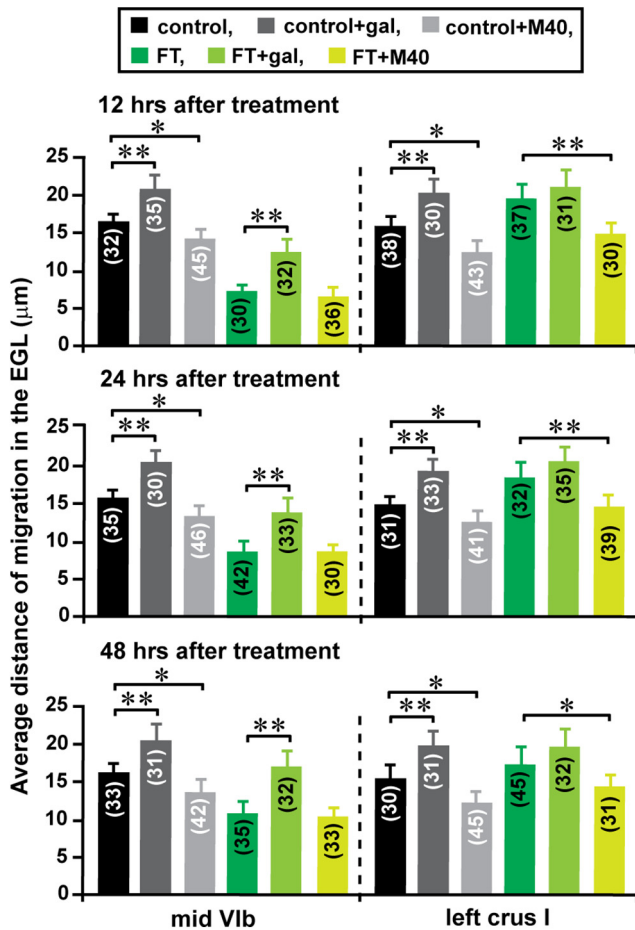 control, control+gal, control+M40,
FT, FT+gal, FT+M40
Average distance of migration in the EGL (μm)
12 hrs after treatment
* *
** ** **
**
25
20
15
10
5
0
(32) (35) (45) (30) (32) (36) (38) (30) (43) (37) (31) (30)
24 hrs after treatment
* *
** ** **
**
25
20
15
10
5
0
(35) (30) (46) (42) (33) (30) (31) (33) (41) (32) (35) (39)
48 hrs after treatment
* *
** ** *
**
25
20
15
10
5
0
(33) (31) (42) (35) (32) (33) (30) (31) (45) (45) (32) (31)
mid VIb left crus I